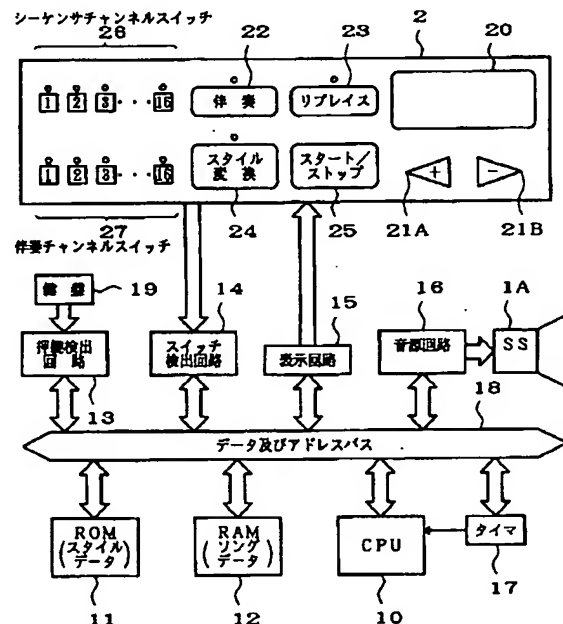 シーケンサチャンネルスイッチ
26 22 23 2 20
1 2 3 ・・・ 16 伴奏 リプレイス
1 2 3 ・・・ 16 スタイル変換 スタート／ストップ + -
27 24 25 21A 21B
伴奏チャンネルスイッチ
鍵盤 19 14 15 16 1A
押鍵検出回路 スイッチ検出回路 表示回路 音源回路 SS
13 18
データ及びアドレスバス
ROM (スタイルデータ) RAM (ソングデータ) CPU タイマ
11 12 10 17